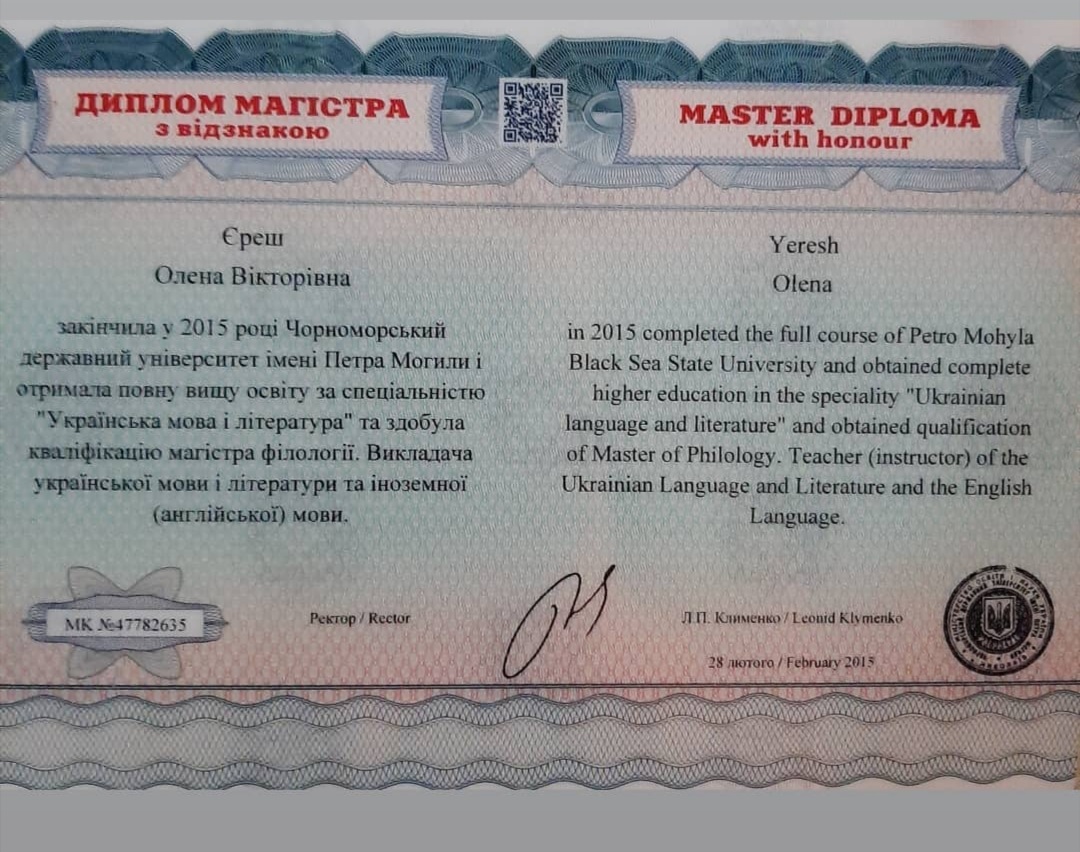 ДИПЛОМ МАГІСТРА
з відзнакою
Єреш
Олена Вікторівна
закінчила у 2015 році Чорноморський
державний університет імені Петра Могили і
отримала повну вищу освіту за спеціальністю
"Українська мова і література" та здобула
кваліфікацію магістра філології. Викладача
української мови і літератури та іноземної
(англійської) мови.
MASTER DIPLOMA
with honour
Yeresh
Olena
in 2015 completed the full course of Petro Mohyla
Black Sea State University and obtained complete
higher education in the speciality "Ukrainian
language and literature" and obtained qualification
of Master of Philology. Teacher (instructor) of the
Ukrainian Language and Literature and the English
Language.
МК №47782635
Ректор / Rector
Л.П. Клименко / Leonid Klymenko
28 лютого / February 2015